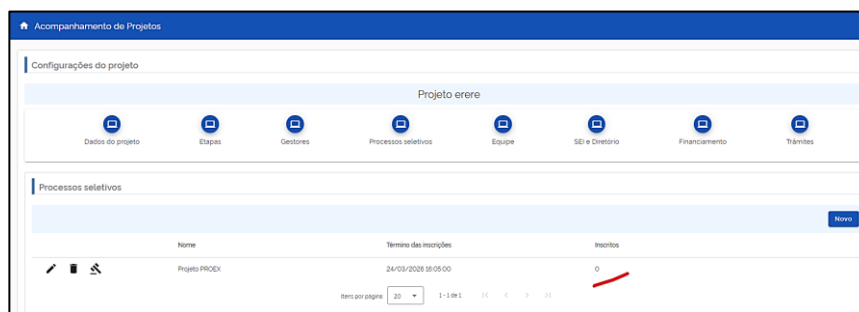 Acompanhamento de Projetos
Configurações do projeto
Projeto erere
Dados do projeto Etapas Gestores Processos seletivos Equipe SEI e Diretório Financiamento Trâmites
Processos seletivos
Novo
Nome Término das inscrições Inscritos
Projeto PROEX 24/03/2026 16:05:00 0
Itens por página 20 1 - 1 de 1